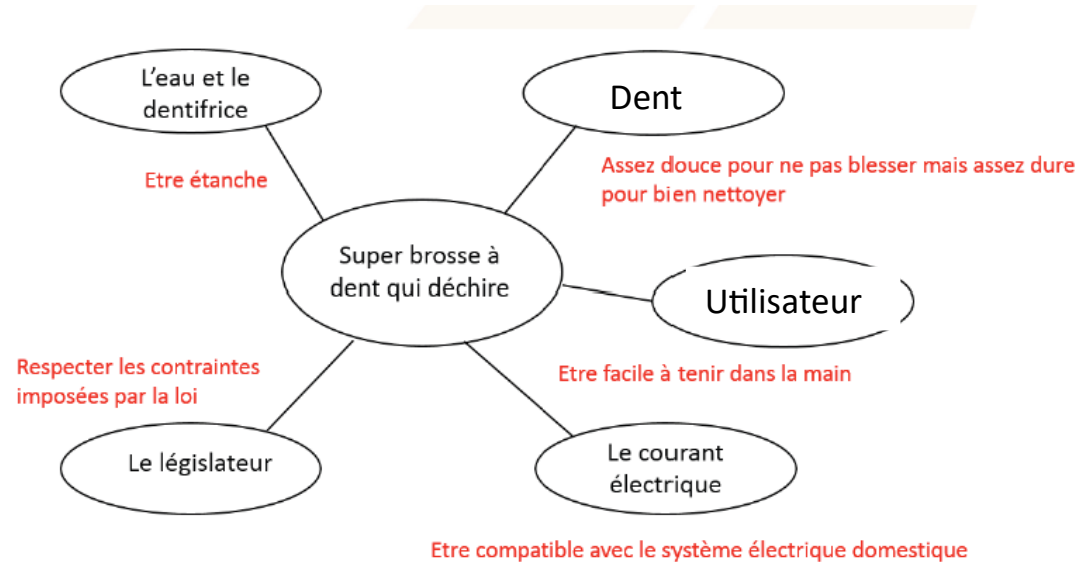 L'eau et le
dentifrice
Dent
Etre étanche
Assez douce pour ne pas blesser mais assez dure
pour bien nettoyer
Super brosse à
dent qui déchire
Utilisateur
Respecter les contraintes
imposées par la loi
Etre facile à tenir dans la main
Le législateur
Le courant
électrique
Etre compatible avec le système électrique domestique